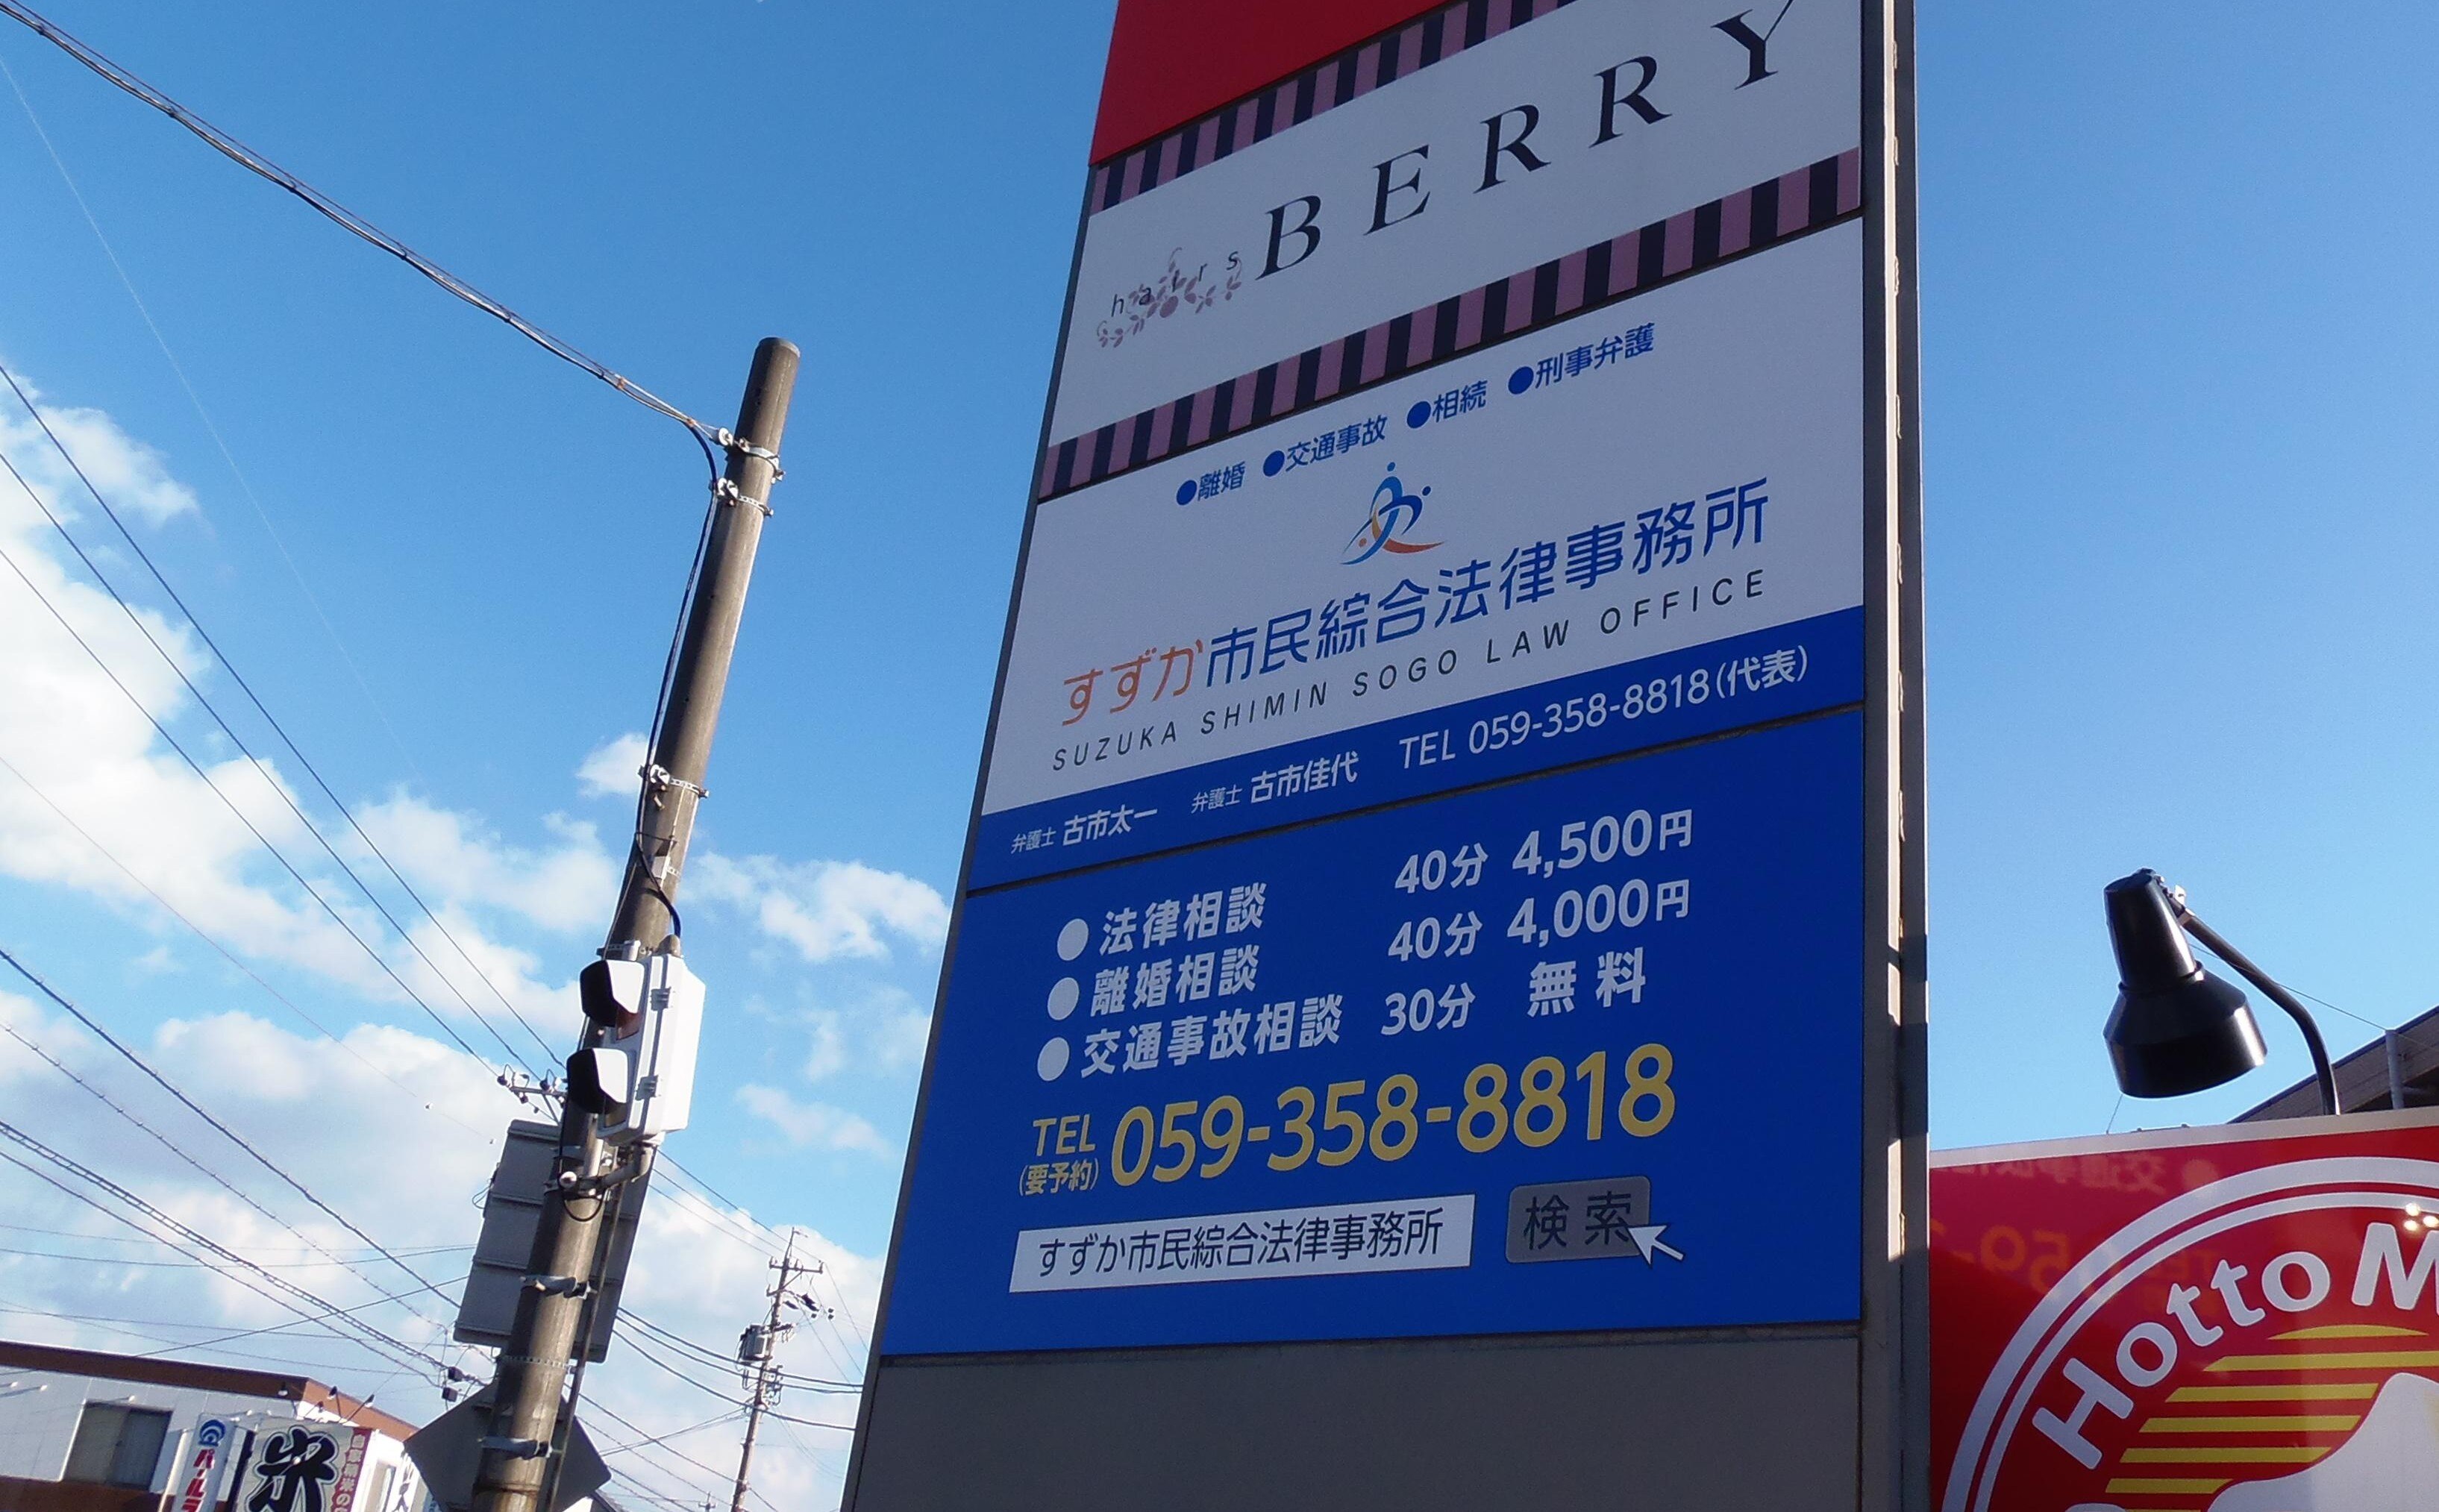 hairs BERRY
●離婚 ●交通事故 ●相続 ●刑事弁護
すずか市民綜合法律事務所
SUZUKA SHIMIN SOGO LAW OFFICE
弁護士 古市太一 弁護士 古市佳代 TEL 059-358-8818(代表)
●法律相談 40分 4,500円
●離婚相談 40分 4,000円
●交通事故相談 30分 無料
TEL (要予約) 059-358-8818
すずか市民綜合法律事務所 検索
Hotto M
米